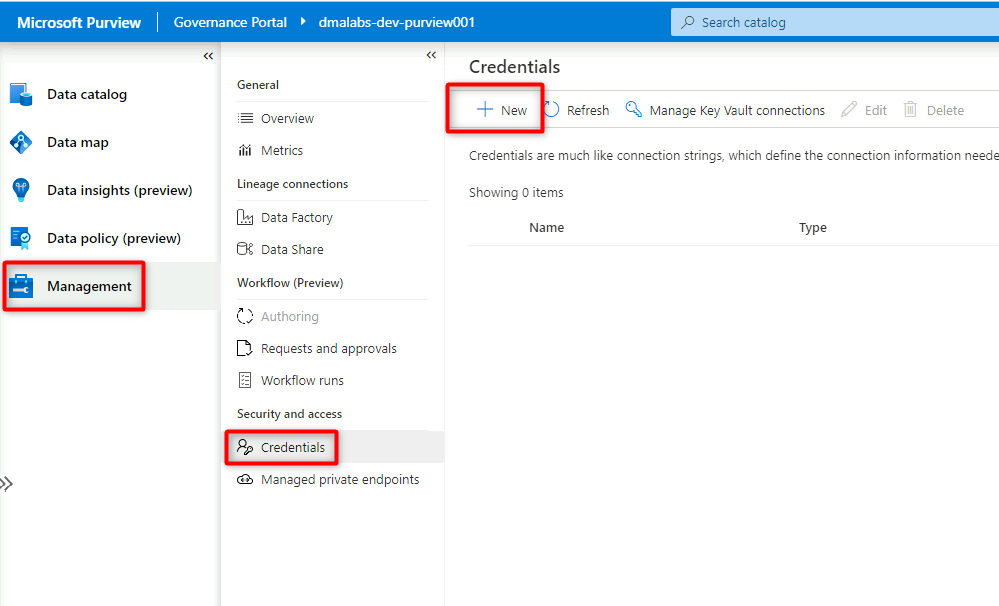 Microsoft Purview Governance Portal dmalabs-dev-purview001 Search catalog
Data catalog
Data map
Data insights (preview)
Data policy (preview)
Management
General
Overview
Metrics
Lineage connections
Data Factory
Data Share
Workflow (Preview)
Authoring
Requests and approvals
Workflow runs
Security and access
Credentials
Managed private endpoints
Credentials
New Refresh Manage Key Vault connections Edit Delete
Credentials are much like connection strings, which define the connection information neede
Showing 0 items
Name Type